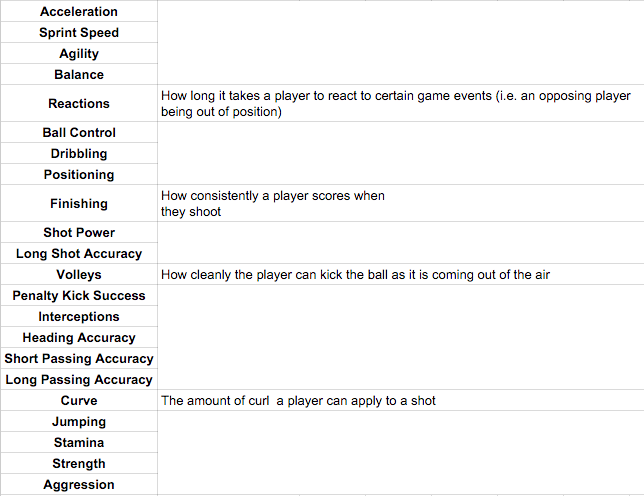 Acceleration
Sprint Speed
Agility
Balance
Reactions
How long it takes a player to react to certain game events (i.e. an opposing player
being out of position)
Ball Control
Dribbling
Positioning
Finishing
How consistently a player scores when
they shoot
Shot Power
Long Shot Accuracy
Volleys
How cleanly the player can kick the ball as it is coming out of the air
Penalty Kick Success
Interceptions
Heading Accuracy
Short Passing Accuracy
Long Passing Accuracy
Curve
The amount of curl  a player can apply to a shot
Jumping
Stamina
Strength
Aggression